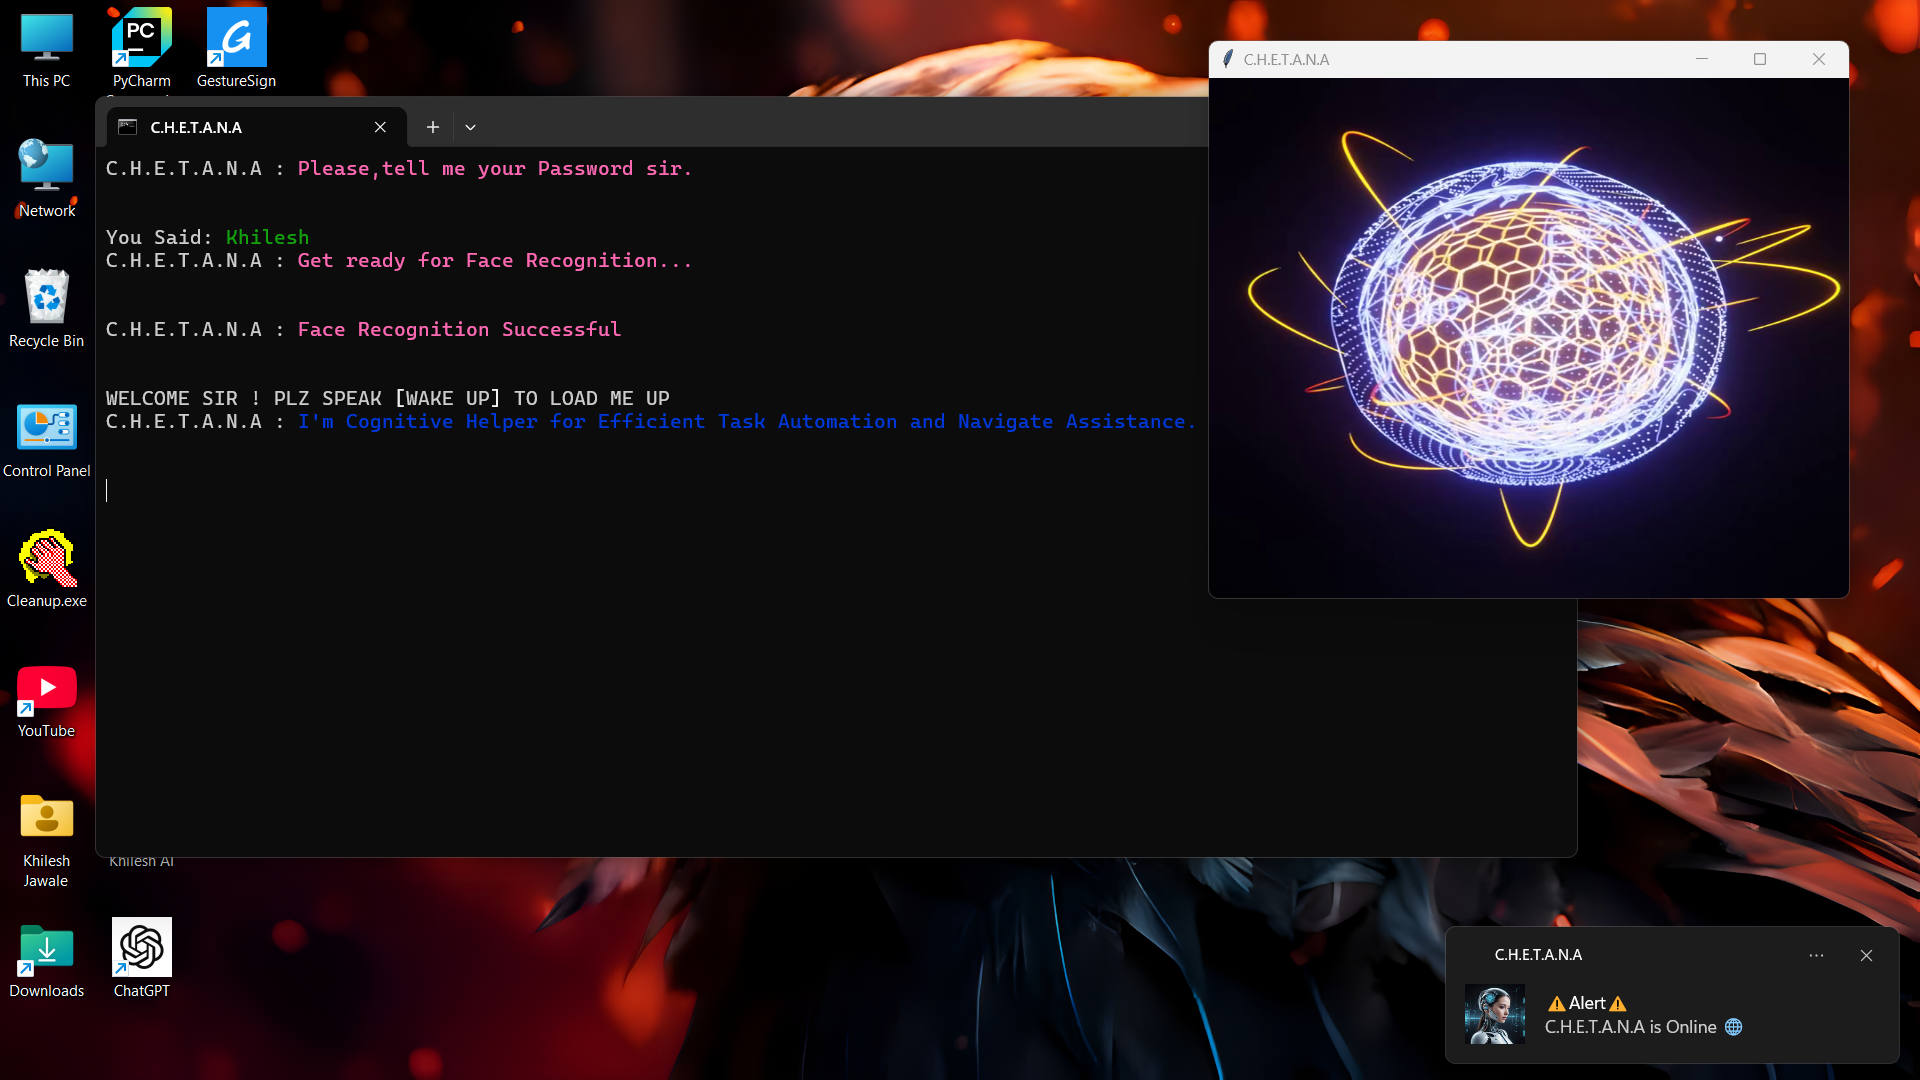 This PC
PyCharm
GestureSign
Network
Recycle Bin
Control Panel
Cleanup.exe
YouTube
Khilesh
Jawale
Khilesh AI
Downloads
ChatGPT
C.H.E.T.A.N.A
C.H.E.T.A.N.A : Please,tell me your Password sir.
You Said: Khilesh
C.H.E.T.A.N.A : Get ready for Face Recognition...
C.H.E.T.A.N.A : Face Recognition Successful
WELCOME SIR ! PLZ SPEAK [WAKE UP] TO LOAD ME UP
C.H.E.T.A.N.A : I'm Cognitive Helper for Efficient Task Automation and Navigate Assistance.
C.H.E.T.A.N.A
C.H.E.T.A.N.A
⚠Alert⚠
C.H.E.T.A.N.A is Online 🌐